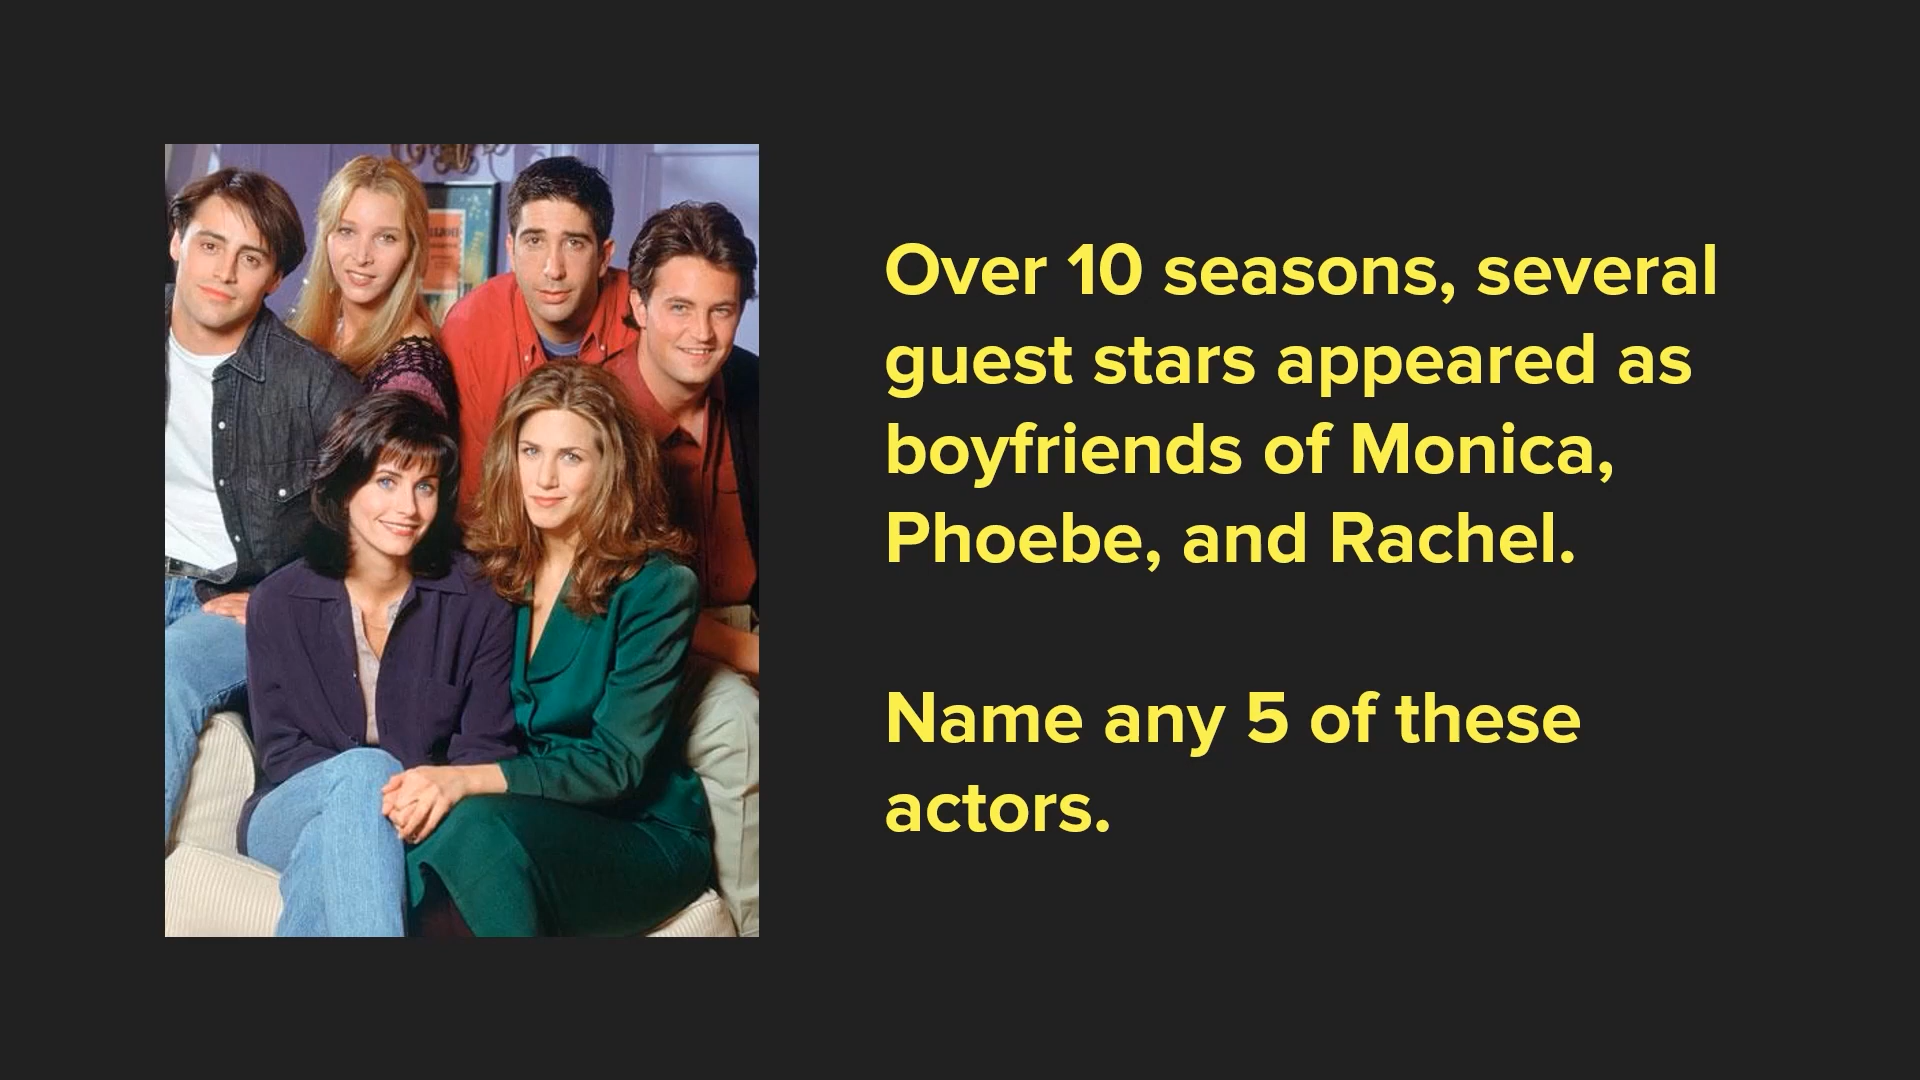 Over 10 seasons, several
guest stars appeared as
boyfriends of Monica,
Phoebe, and Rachel.
Name any 5 of these
actors.